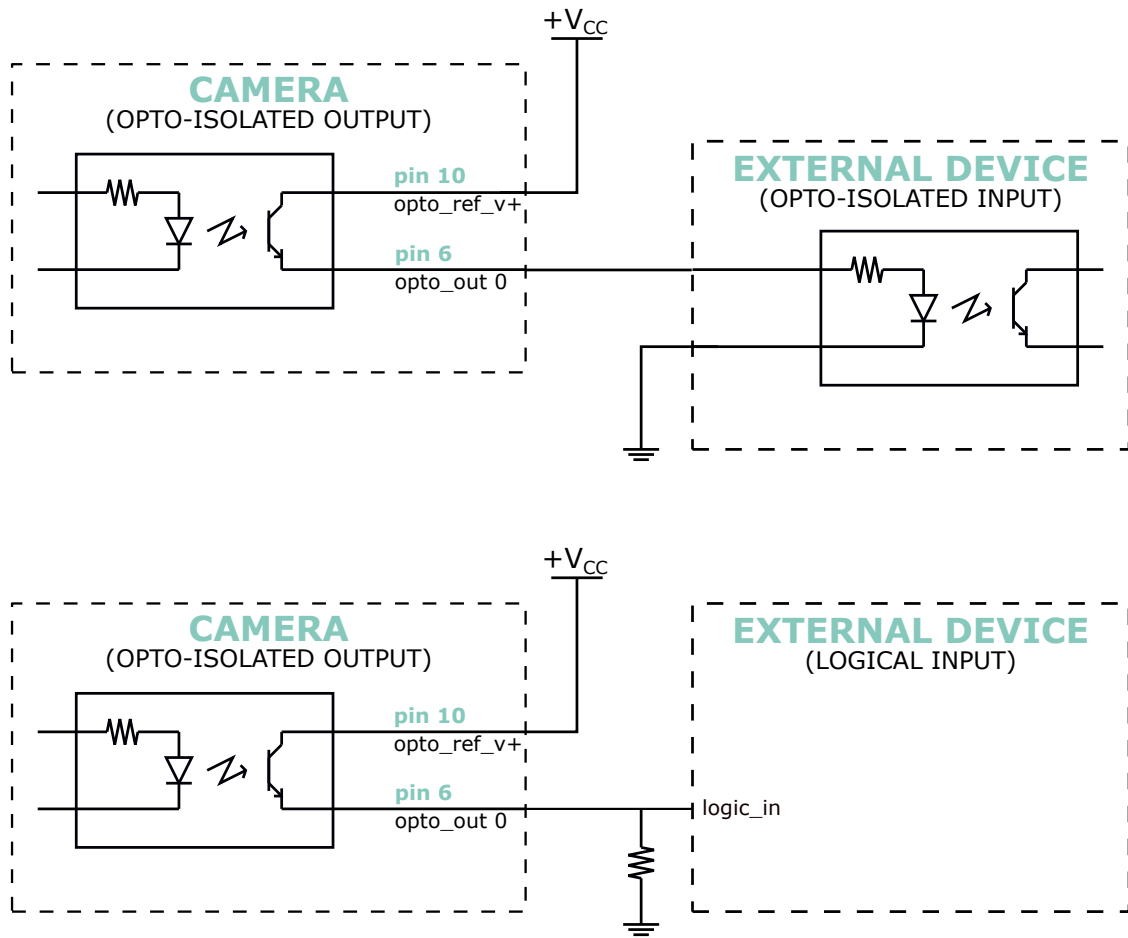 +VCC
CAMERA
(OPTO-ISOLATED OUTPUT)
pin 10
opto_ref_v+
pin 6
opto_out 0
EXTERNAL DEVICE
(OPTO-ISOLATED INPUT)
+VCC
CAMERA
(OPTO-ISOLATED OUTPUT)
pin 10
opto_ref_v+
pin 6
opto_out 0
EXTERNAL DEVICE
(LOGICAL INPUT)
logic_in